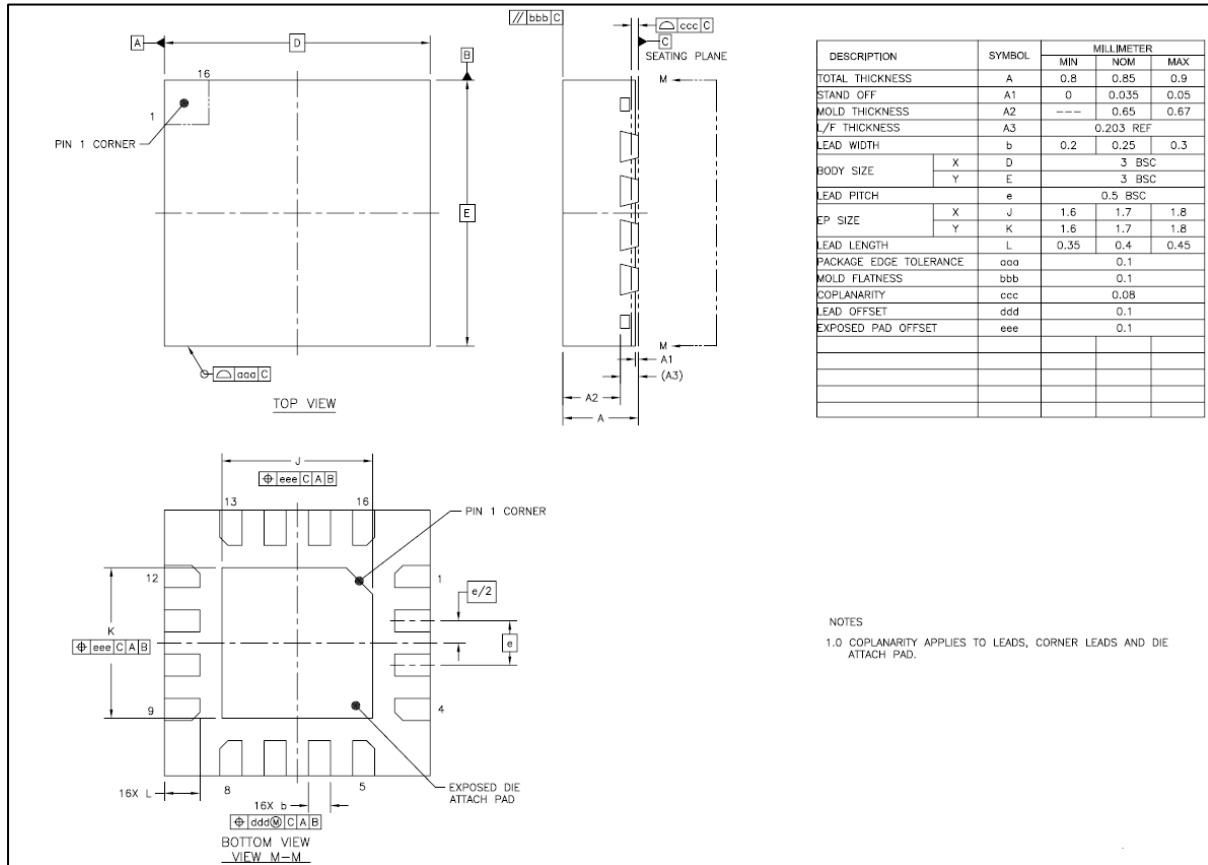 A
D
B
16
1
PIN 1 CORNER
E
aaa C
TOP VIEW
// bbb C
ccc C
C
SEATING PLANE
M
M
A1
(A3)
A2
A
DESCRIPTION SYMBOL MILLIMETER
MIN NOM MAX
TOTAL THICKNESS A 0.8 0.85 0.9
STAND OFF A1 0 0.035 0.05
MOLD THICKNESS A2 --- 0.65 0.67
L/F THICKNESS A3 0.203 REF
LEAD WIDTH b 0.2 0.25 0.3
BODY SIZE X D 3 BSC
Y E 3 BSC
LEAD PITCH e 0.5 BSC
EP SIZE X J 1.6 1.7 1.8
Y K 1.6 1.7 1.8
LEAD LENGTH L 0.35 0.4 0.45
PACKAGE EDGE TOLERANCE aaa 0.1
MOLD FLATNESS bbb 0.1
COPLANARITY ccc 0.08
LEAD OFFSET ddd 0.1
EXPOSED PAD OFFSET eee 0.1
J
⌖ eee C A B
13 16
PIN 1 CORNER
12 1
e/2
K
⌖ eee C A B
e
9 4
16X L
8 5
EXPOSED DIE
ATTACH PAD
16X b
⌖ ddd Ⓜ C A B
BOTTOM VIEW
VIEW M-M
NOTES
1.0 COPLANARITY APPLIES TO LEADS, CORNER LEADS AND DIE
ATTACH PAD.